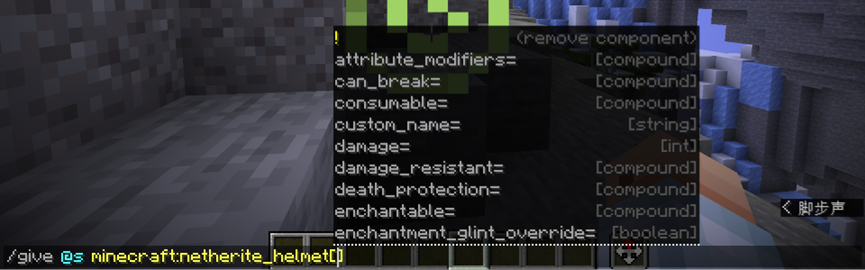 ! (remove component)
attribute_modifiers= [compound]
can_break= [compound]
consumable= [compound]
custom_name= [string]
damage= [int]
damage_resistant= [compound]
death_protection= [compound]
enchantable= [compound]
< 脚步声
enchantment_glint_override= [boolean]
/give @s minecraft:netherite_helmet[]